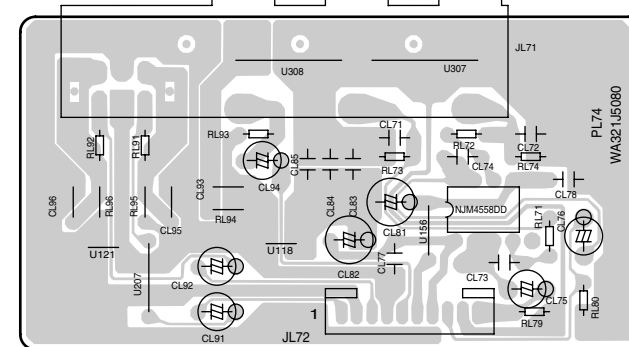 JL71
U308
U307
PL74
WA321J5080
RL92
RL91
RL93
CL71
RL72
CL72
CL94
CL85
RL73
CL74
RL74
CL96
RL96
RL95
CL95
CL93
RL94
CL84
CL83
CL81
U156
NJM4558DD
CL78
RL71
CL76
U121
U118
CL82
CL77
CL73
U207
CL92
CL75
RL80
CL91
JL72
1
RL79